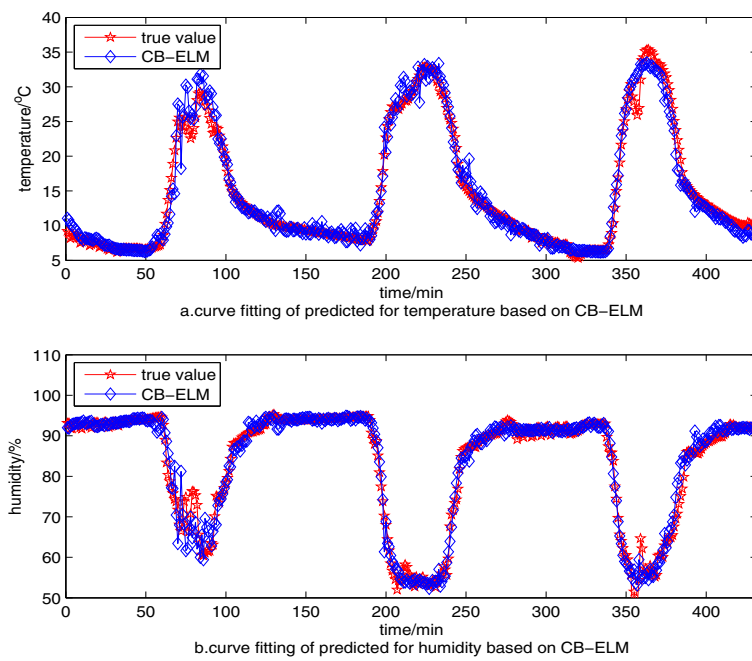 40
35
30
25
20
15
10
5
temperature/°C
true value
CB−ELM
0 50 100 150 200 250 300 350 400
time/min
a.curve fitting of predicted for temperature based on CB−ELM
110
100
90
80
70
60
50
humidity/%
true value
CB−ELM
0 50 100 150 200 250 300 350 400
time/min
b.curve fitting of predicted for humidity based on CB−ELM